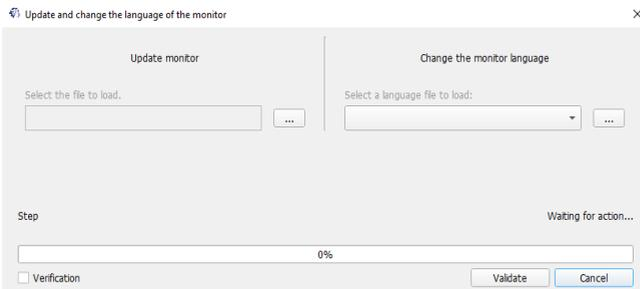 Update and change the language of the monitor
Update monitor
Change the monitor language
Select the file to load.
Select a language file to load:
...
...
Step
Waiting for action...
0%
Verification
Validate
Cancel